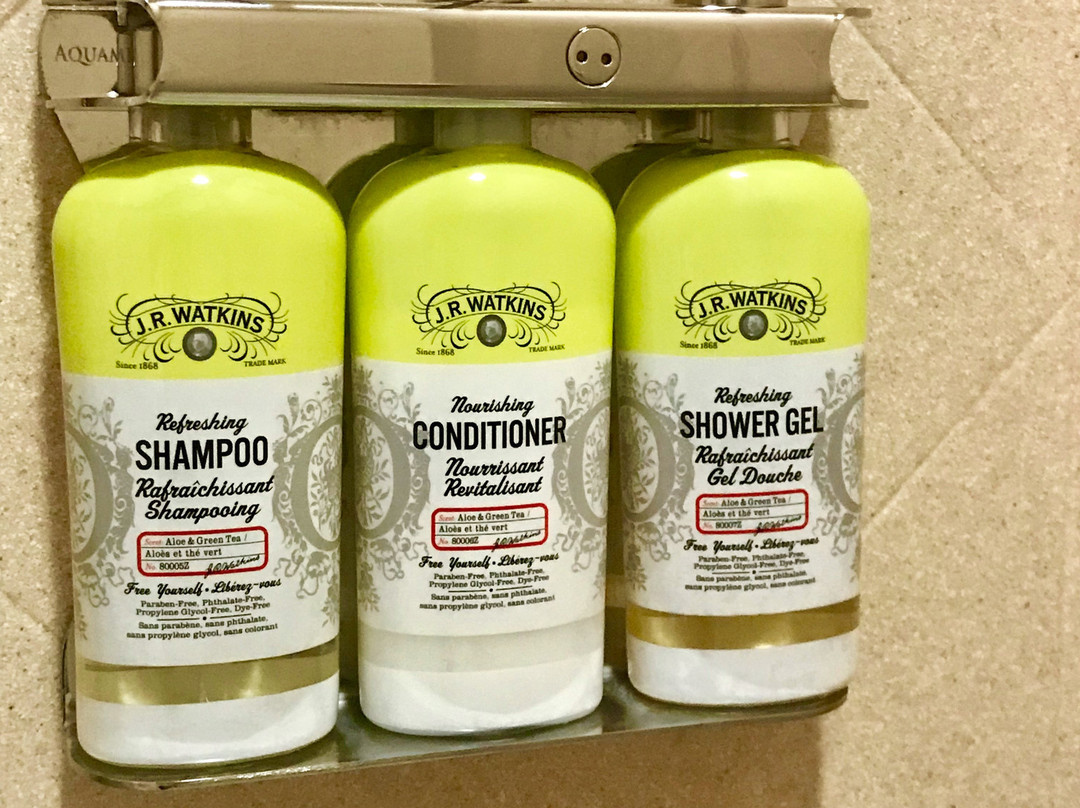 AQUAM
J.R.WATKINS
Since 1868 TRADE MARK
Refreshing
SHAMPOO
Rafraîchissant
Shampooing
Scent: Aloe & Green Tea /
Aloès et thé vert
No. 80005Z J.R.Watkins
Free Yourself • Libérez-vous
Paraben-Free, Phthalate-Free,
Propylene Glycol-Free, Dye-Free
Sans parabène, sans phthalate,
sans propylène glycol, sans colorant
J.R.WATKINS
Since 1868 TRADE MARK
Nourishing
CONDITIONER
Nourrissant
Revitalisant
Scent: Aloe & Green Tea /
Aloès et thé vert
No. 80006Z J.R.Watkins
Free Yourself • Libérez-vous
Paraben-Free, Phthalate-Free,
Propylene Glycol-Free, Dye-Free
Sans parabène, sans phthalate,
sans propylène glycol, sans colorant
J.R.WATKINS
Since 1868 TRADE MARK
Refreshing
SHOWER GEL
Rafraîchissant
Gel Douche
Scent: Aloe & Green Tea /
Aloès et thé vert
No. 80007Z J.R.Watkins
Free Yourself • Libérez-vous
Paraben-Free, Phthalate-Free,
Propylene Glycol-Free, Dye-Free
Sans parabène, sans phthalate,
sans propylène glycol, sans colorant